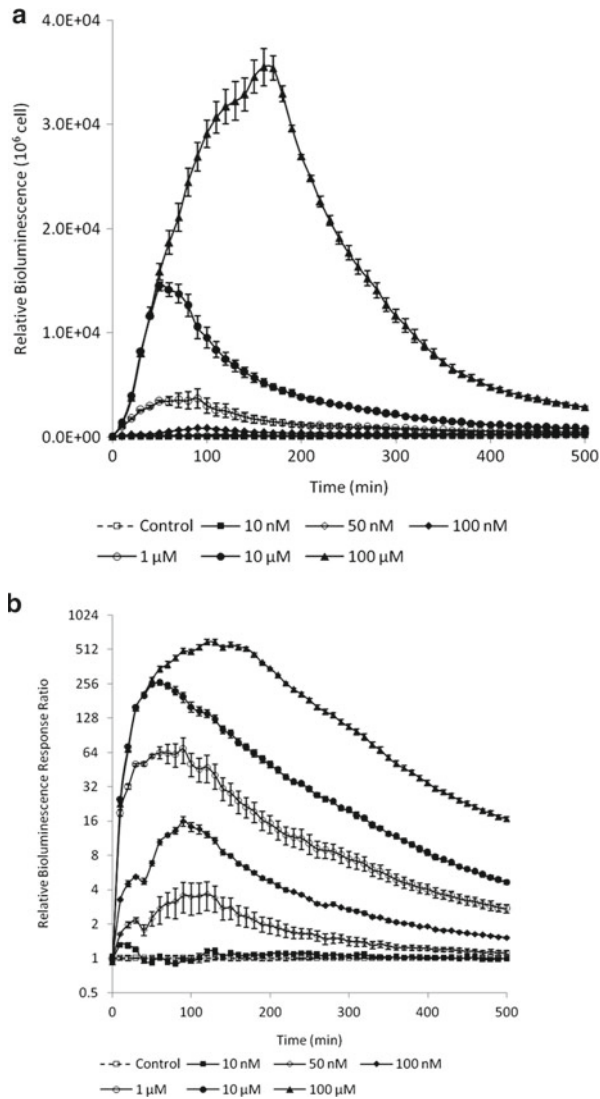 a
Relative Bioluminescence (10⁶ cell)
4.0E+04
3.0E+04
2.0E+04
1.0E+04
0.0E+00
0 100 200 300 400 500
Time (min)
Control 10 nM 50 nM 100 nM
1 μM 10 μM 100 μM
b
Relative Bioluminescence Response Ratio
1024
512
256
128
64
32
16
8
4
2
1
0.5
0 100 200 300 400 500
Time (min)
Control 10 nM 50 nM 100 nM
1 μM 10 μM 100 μM